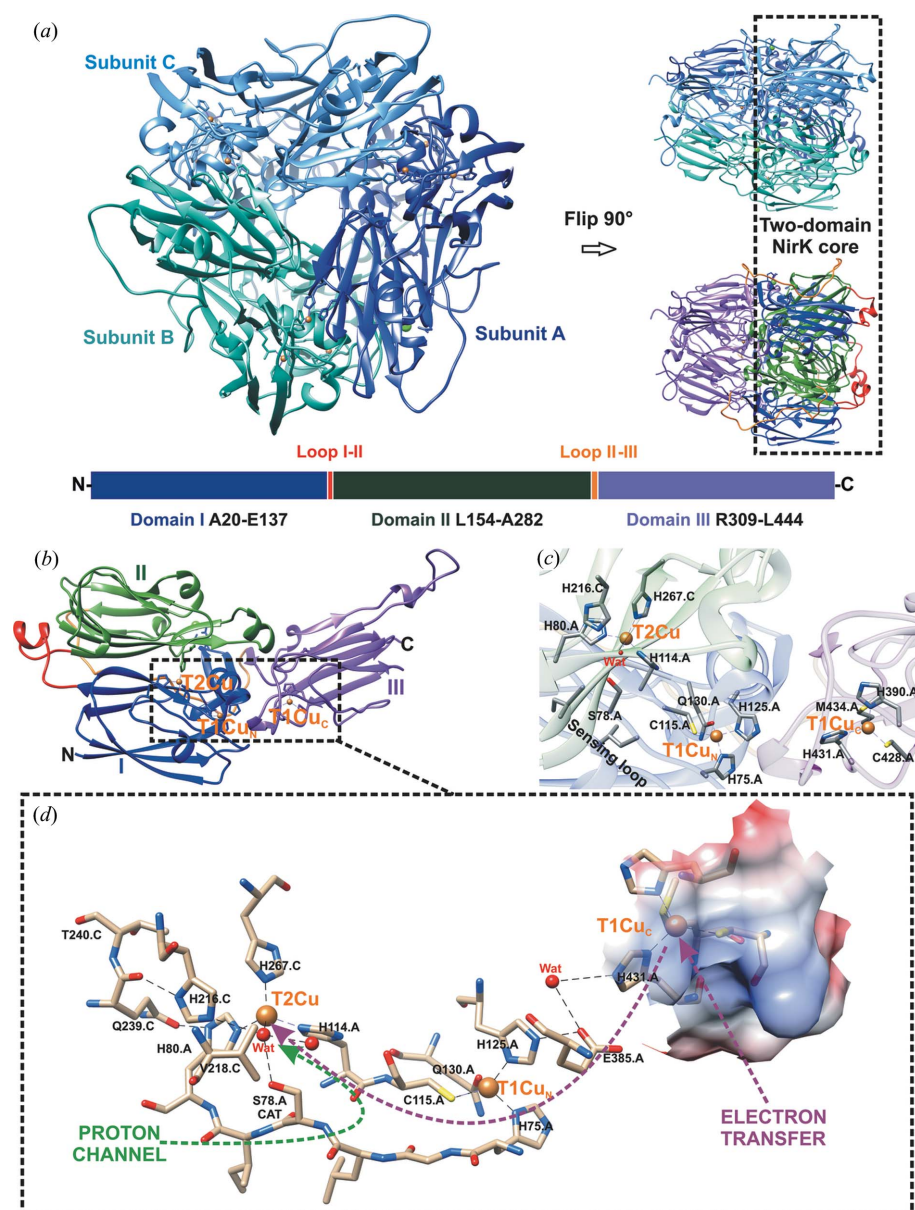 (a)
Subunit C
Subunit B
Subunit A
Flip 90°
Two-domain
NirK core
Loop I-II
Loop II-III
N-
-C
Domain I A20-E137
Domain II L154-A282
Domain III R309-L444
(b)
II
T2Cu
T1CuN
T1CuC
C
III
N
I
(c)
H216.C
H267.C
H80.A
T2Cu
Wat
H114.A
S78.A
Q130.A
H125.A
C115.A
T1CuN
H75.A
Sensing loop
H390.A
M434.A
T1CuC
H431.A
C428.A
(d)
T240.C
H267.C
H216.C
T2Cu
Q239.C
H80.A
Wat
H114.A
V218.C
S78.A
CAT
PROTON
CHANNEL
Q130.A
C115.A
H125.A
T1CuN
H75.A
Wat
E385.A
T1CuC
H431.A
ELECTRON
TRANSFER